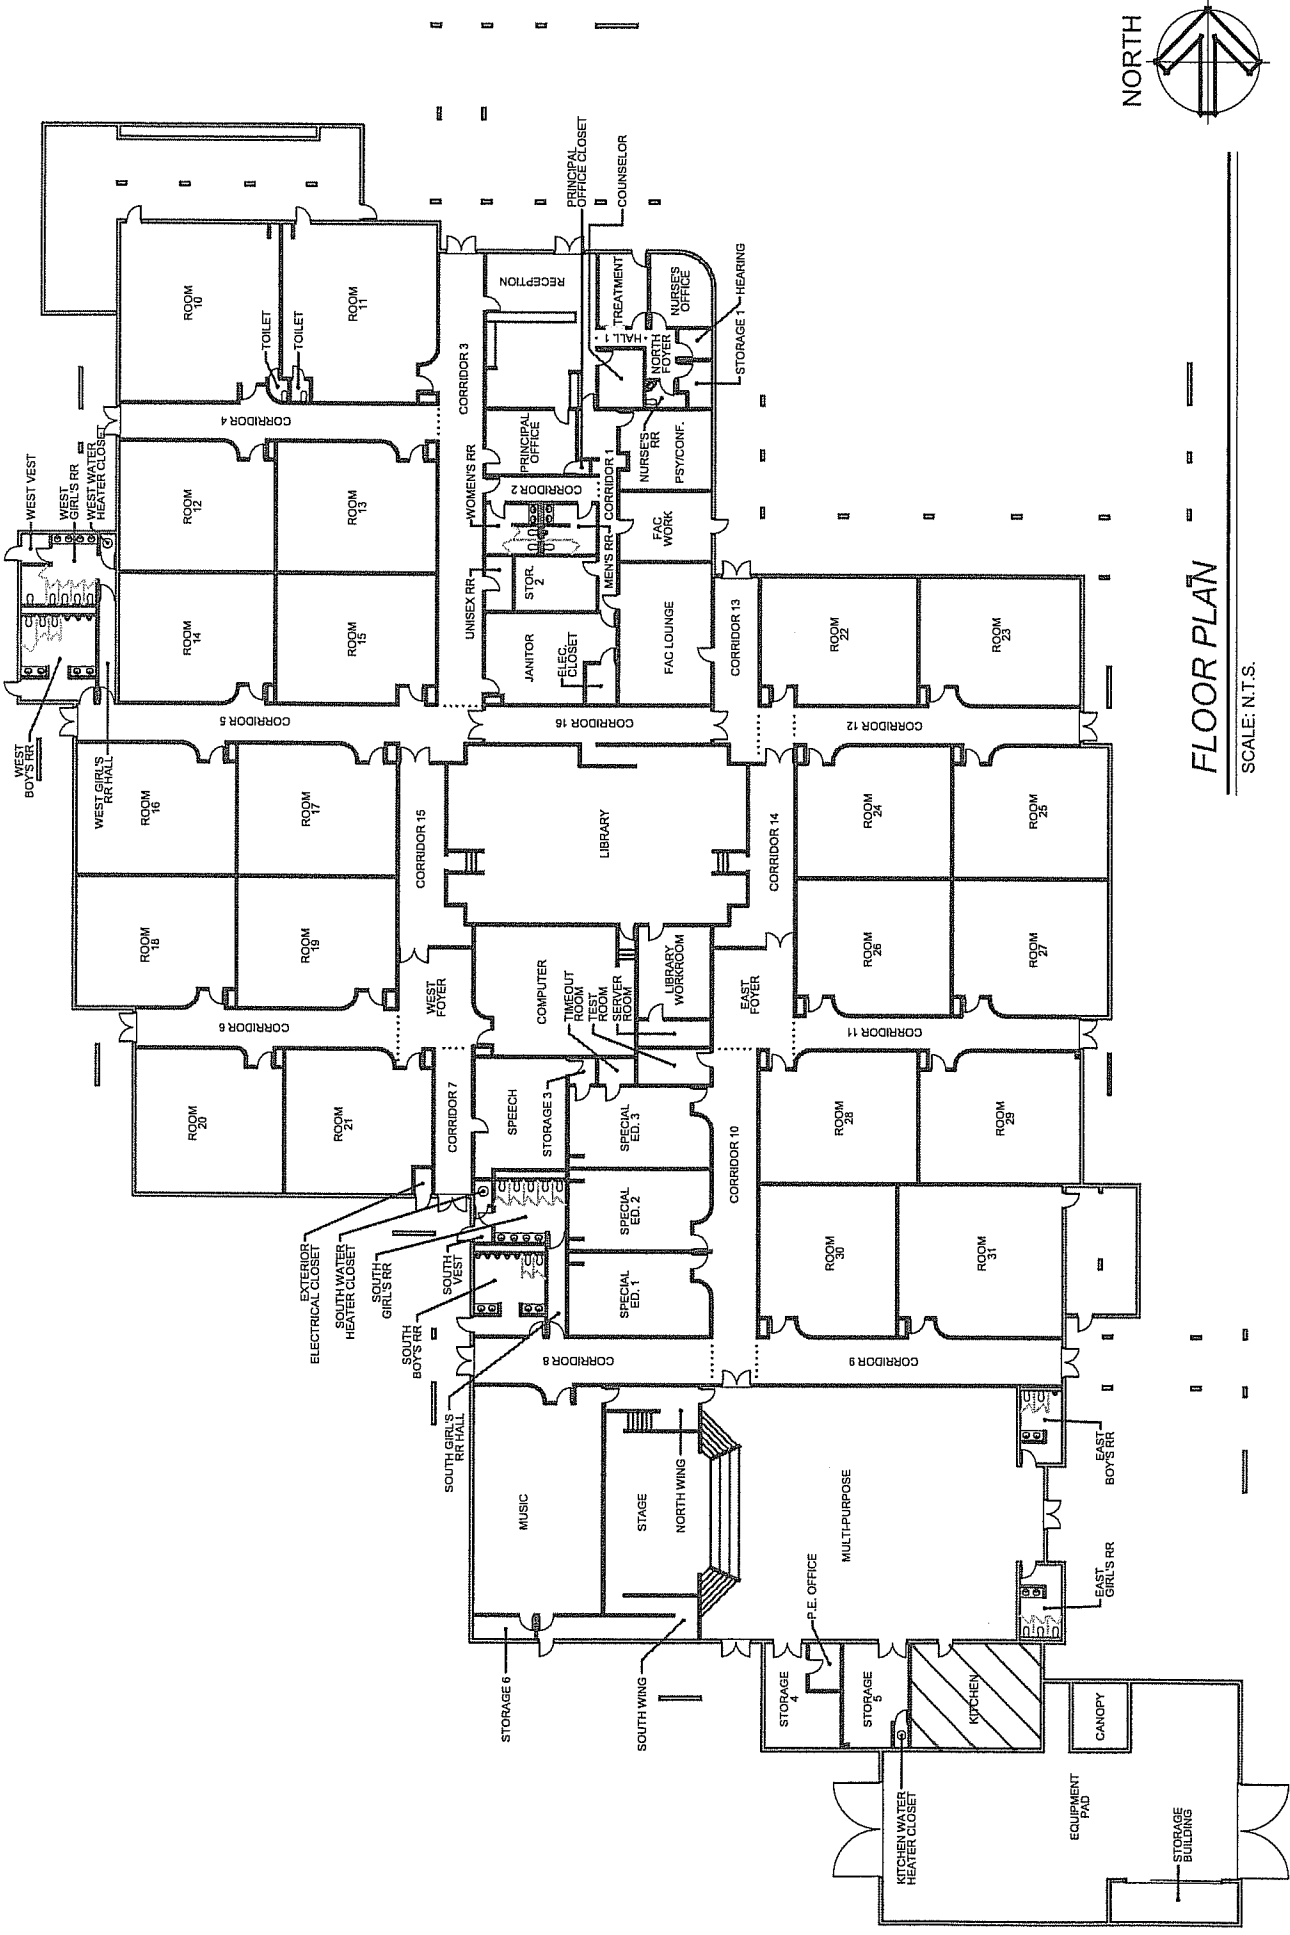 NORTH
FLOOR PLAN
SCALE: N.T.S.
ROOM
10
TOILET
TOILET
ROOM
11
CORRIDOR 4
CORRIDOR 3
RECEPTION
PRINCIPAL
OFFICE CLOSET
COUNSELOR
TREATMENT
NURSE'S
OFFICE
HALL 1
NORTH
FOYER
HEARING
STORAGE 1
NURSE'S
RR
PSY/CONF.
PRINCIPAL
OFFICE
CORRIDOR 2
CORRIDOR 1
WOMEN'S RR
MEN'S RR
FAC
WORK
UNISEX RR
STOR.
2
JANITOR
ELEC.
CLOSET
FAC LOUNGE
WEST VEST
WEST
GIRL'S RR
WEST WATER
HEATER CLOSET
ROOM
12
ROOM
13
ROOM
14
ROOM
15
WEST
BOY'S RR
WEST GIRL'S
RR HALL
CORRIDOR 5
CORRIDOR 16
CORRIDOR 13
CORRIDOR 12
ROOM
22
ROOM
23
ROOM
16
ROOM
17
CORRIDOR 15
LIBRARY
CORRIDOR 14
ROOM
24
ROOM
25
ROOM
18
ROOM
19
ROOM
26
ROOM
27
WEST
FOYER
COMPUTER
TIMEOUT
ROOM
TEST
ROOM
SERVER
ROOM
LIBRARY
WORKROOM
EAST
FOYER
CORRIDOR 6
CORRIDOR 11
ROOM
20
ROOM
21
CORRIDOR 7
SPEECH
STORAGE 3
SPECIAL
ED. 3
SPECIAL
ED. 2
SPECIAL
ED. 1
CORRIDOR 10
ROOM
28
ROOM
29
ROOM
30
ROOM
31
EXTERIOR
ELECTRICAL CLOSET
SOUTH WATER
HEATER CLOSET
SOUTH
GIRL'S RR
SOUTH
BOY'S RR
SOUTH
VEST
SOUTH GIRL'S
RR HALL
CORRIDOR 8
CORRIDOR 9
MUSIC
STAGE
NORTH WING
MULTI-PURPOSE
EAST
BOY'S RR
EAST
GIRL'S RR
P.E. OFFICE
STORAGE 6
SOUTH WING
STORAGE
4
STORAGE
5
KITCHEN
CANOPY
KITCHEN WATER
HEATER CLOSET
EQUIPMENT
PAD
STORAGE
BUILDING